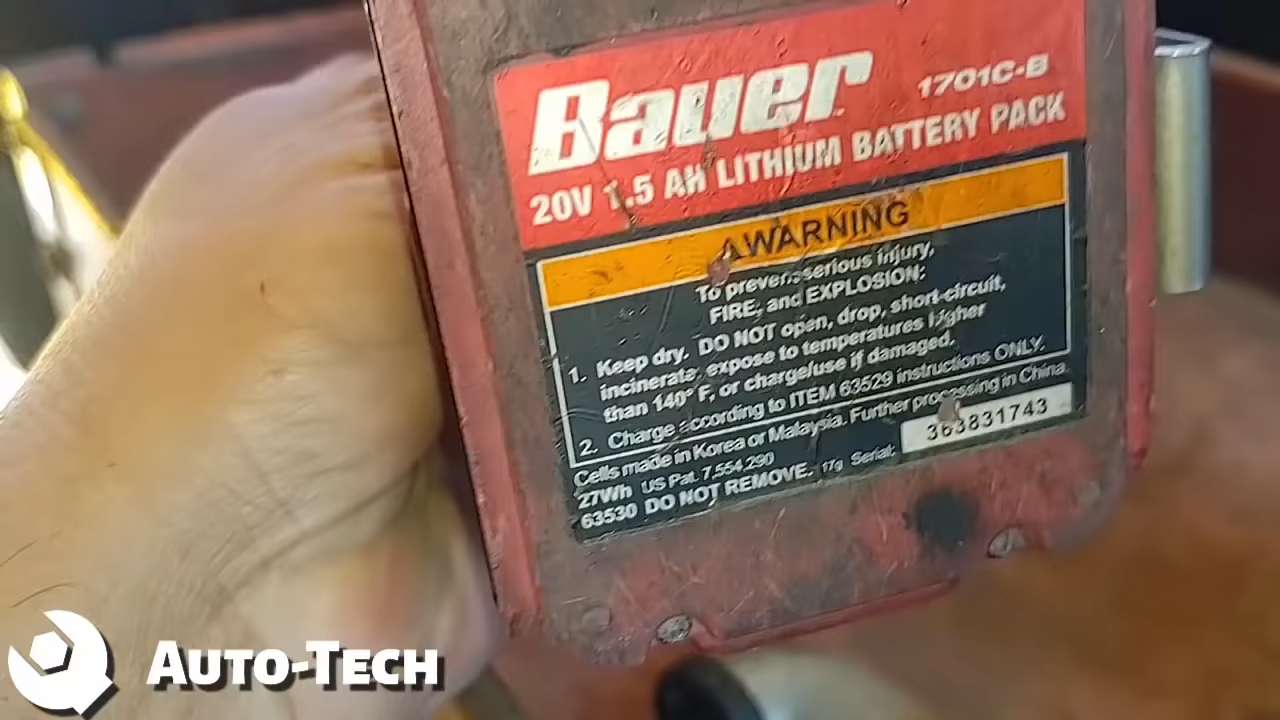 Bauer
1701C-B
20V 1.5 AH LITHIUM BATTERY PACK
⚠WARNING
To prevent serious injury,
FIRE, and EXPLOSION:
1. Keep dry. DO NOT open, drop, short-circuit,
incinerate, expose to temperatures higher
than 140° F, or charge/use if damaged.
2. Charge according to ITEM 63529 instructions ONLY.
Cells made in Korea or Malaysia. Further processing in China.
27Wh US Pat. 7,554,290
63530 DO NOT REMOVE. 17g Serial: 363831743
AUTO-TECH